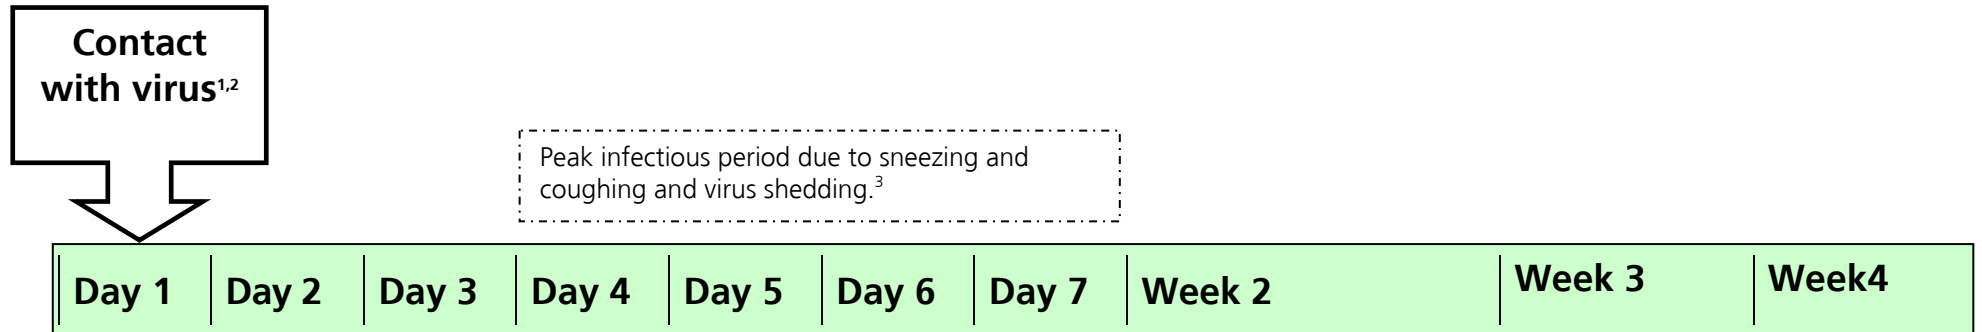 Contact
with virus1,2
Peak infectious period due to sneezing and
coughing and virus shedding.3
Day 1 Day 2 Day 3 Day 4 Day 5 Day 6 Day 7 Week 2 Week 3 Week4